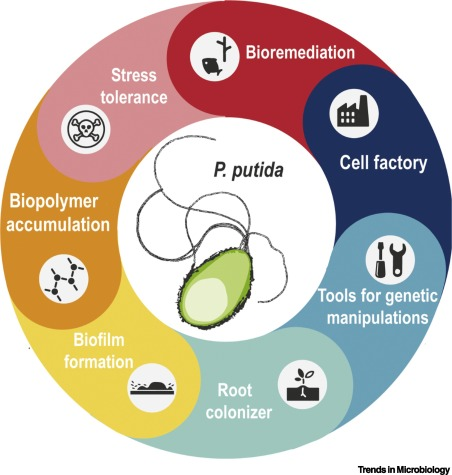 Bioremediation
Stress
tolerance
Cell factory
P. putida
Biopolymer
accumulation
Tools for genetic
manipulations
Biofilm
formation
Root
colonizer
Trends in Microbiology